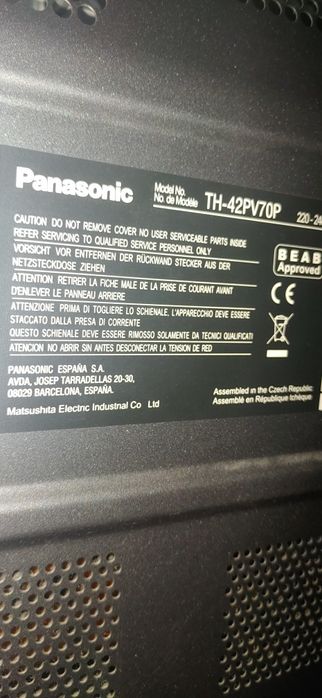 Panasonic
Model No.
No. de Modèle
TH-42PV70P
220-24
CAUTION DO NOT REMOVE COVER NO USER SERVICEABLE PARTS INSIDE
REFER SERVICING TO QUALIFIED SERVICE PERSONNEL ONLY
VORSICHT VOR ENTFERNEN DER RÜCKWAND STECKER AUS DER
NETZSTECKDOSE ZIEHEN
ATTENTION RETIRER LA FICHE MALE DE LA PRISE DE COURANT AVANT
D'ENLEVER LE PANNEAU ARRIERE
ATTENZIONE PRIMA DI TOGLIERE LO SCHIENALE, L'APPARECCHIO DEVE ESSERE
STACCATO DALLA PRESA DI CORRENTE
QUESTO SCHIENALE DEVE ESSERE RIMOSSO SOLAMENTE DA TECNICI QUALIFICATI
ATENCION NO ABRIR SIN ANTES DESCONECTAR LA TENSION DE RED
BEAB
Approved
CE
PANASONIC ESPAÑA S.A.
AVDA, JOSEP TARRADELLAS 20-30,
08029 BARCELONA, ESPAÑA.
Matsushita Electric Industrial Co Ltd
Assembled in the Czech Republic
Assemblé en République tchèque